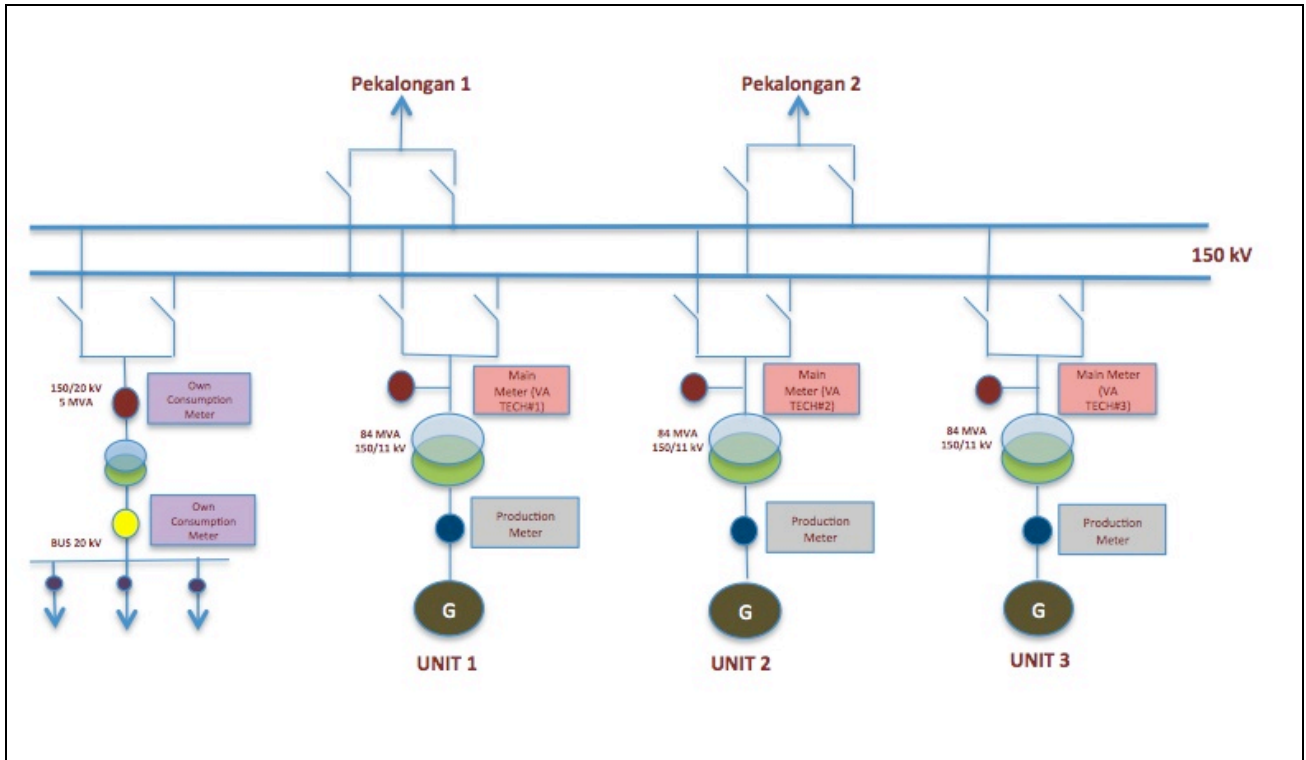 Pekalongan 1
Pekalongan 2
150 kV
150/20 kV
5 MVA
Own
Consumption
Meter
Main
Meter (VA
TECH#1)
Main
Meter (VA
TECH#2)
Main Meter (VA
TECH#3)
84 MVA
150/11 kV
84 MVA
150/11 kV
84 MVA
150/11 kV
Own
Consumption
Meter
BUS 20 kV
Production
Meter
Production
Meter
Production
Meter
G
G
G
UNIT 1
UNIT 2
UNIT 3